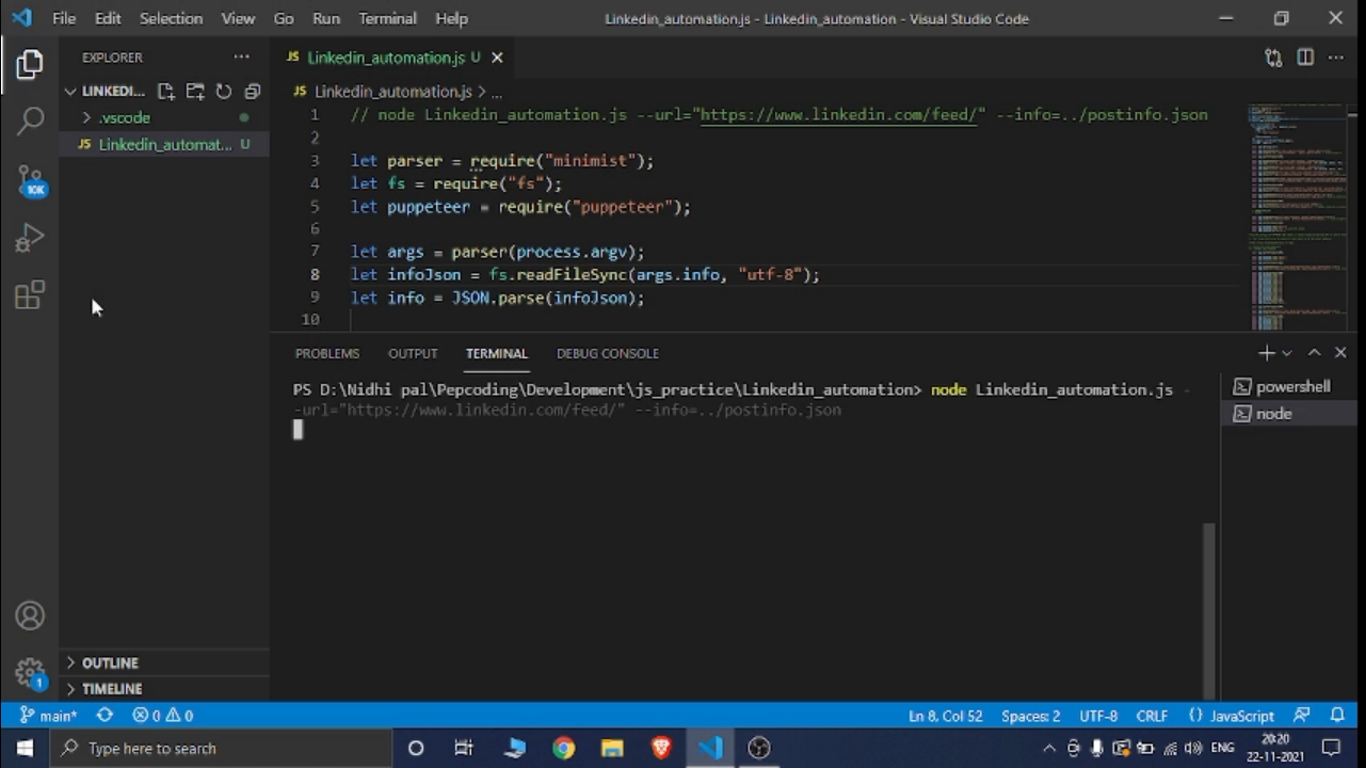 File Edit Selection View Go Run Terminal Help Linkedin_automation.js - Linkedin_automation - Visual Studio Code
EXPLORER
Linkedin_automation.js U
LINKEDI...
Linkedin_automation.js > ...
.vscode
Linkedin_automat... U
10K
1 // node Linkedin_automation.js --url="https://www.linkedin.com/feed/" --info=../postinfo.json
2
3 let parser = require("minimist");
4 let fs = require("fs");
5 let puppeteer = require("puppeteer");
6
7 let args = parser(process.argv);
8 let infoJson = fs.readFileSync(args.info, "utf-8");
9 let info = JSON.parse(infoJson);
10
PROBLEMS OUTPUT TERMINAL DEBUG CONSOLE
PS D:\Nidhi pal\Pepcoding\Development\js_practice\Linkedin_automation> node Linkedin_automation.js -
-url="https://www.linkedin.com/feed/" --info=../postinfo.json
powershell
node
OUTLINE
TIMELINE
1
main* 0 0 Ln 8, Col 52 Spaces: 2 UTF-8 CRLF {} JavaScript
Type here to search
ENG
20:20
22-11-2021